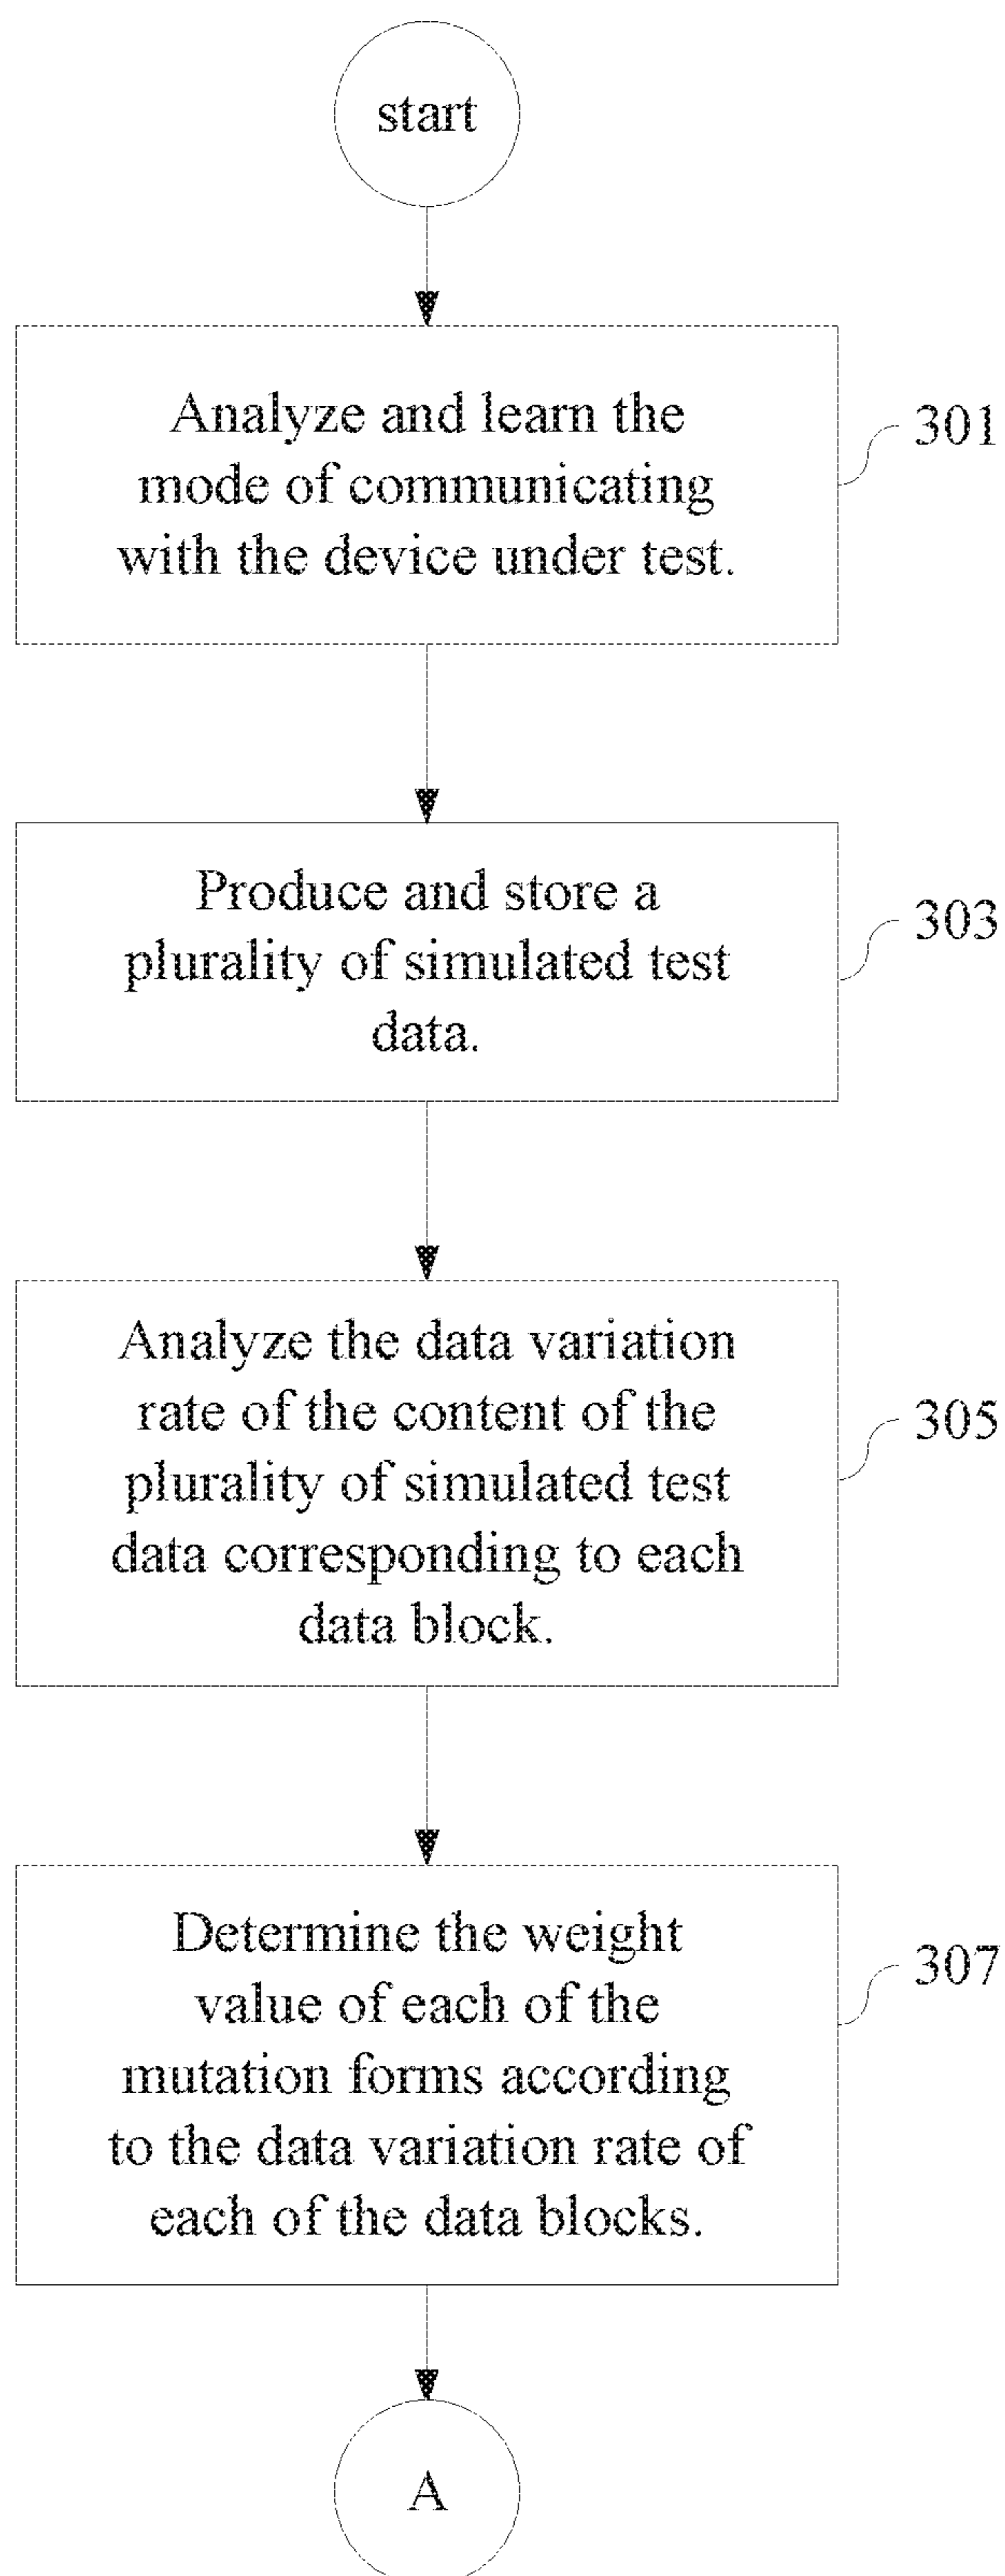 start
Analyze and learn the
mode of communicating
with the device under test.
301
Produce and store a
plurality of simulated test
data.
303
Analyze the data variation
rate of the content of the
plurality of simulated test
data corresponding to each
data block.
305
Determine the weight
value of each of the
mutation forms according
to the data variation rate of
each of the data blocks.
307
A